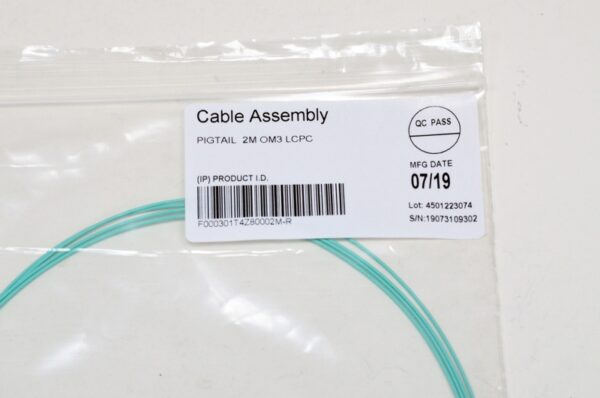 Cable Assembly
PIGTAIL 2M OM3 LCPC
QC PASS
MFG DATE
07/19
(IP) PRODUCT I.D.
Lot: 4501223074
F000301T4Z80002M-R
S/N:19073109302